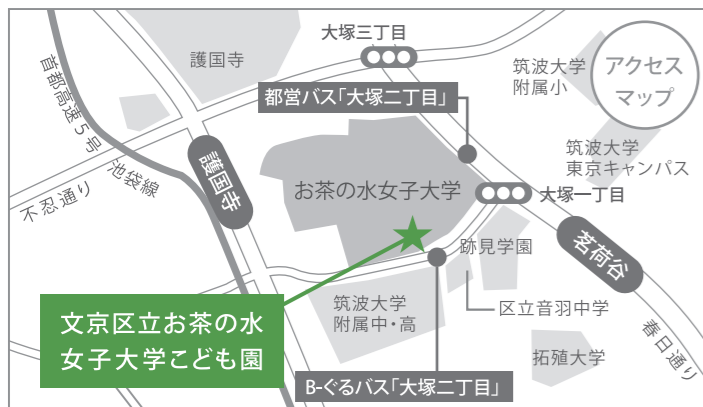 大塚三丁目
護国寺
筑波大学
附属小
アクセス
マップ
首都高速5号
池袋線
都営バス「大塚二丁目」
筑波大学
東京キャンパス
不忍通り
護国寺
お茶の水女子大学
大塚一丁目
跡見学園
茗荷谷
文京区立お茶の水
女子大学こども園
筑波大学
附属中・高
区立音羽中学
春日通り
拓殖大学
B-ぐるバス「大塚二丁目」